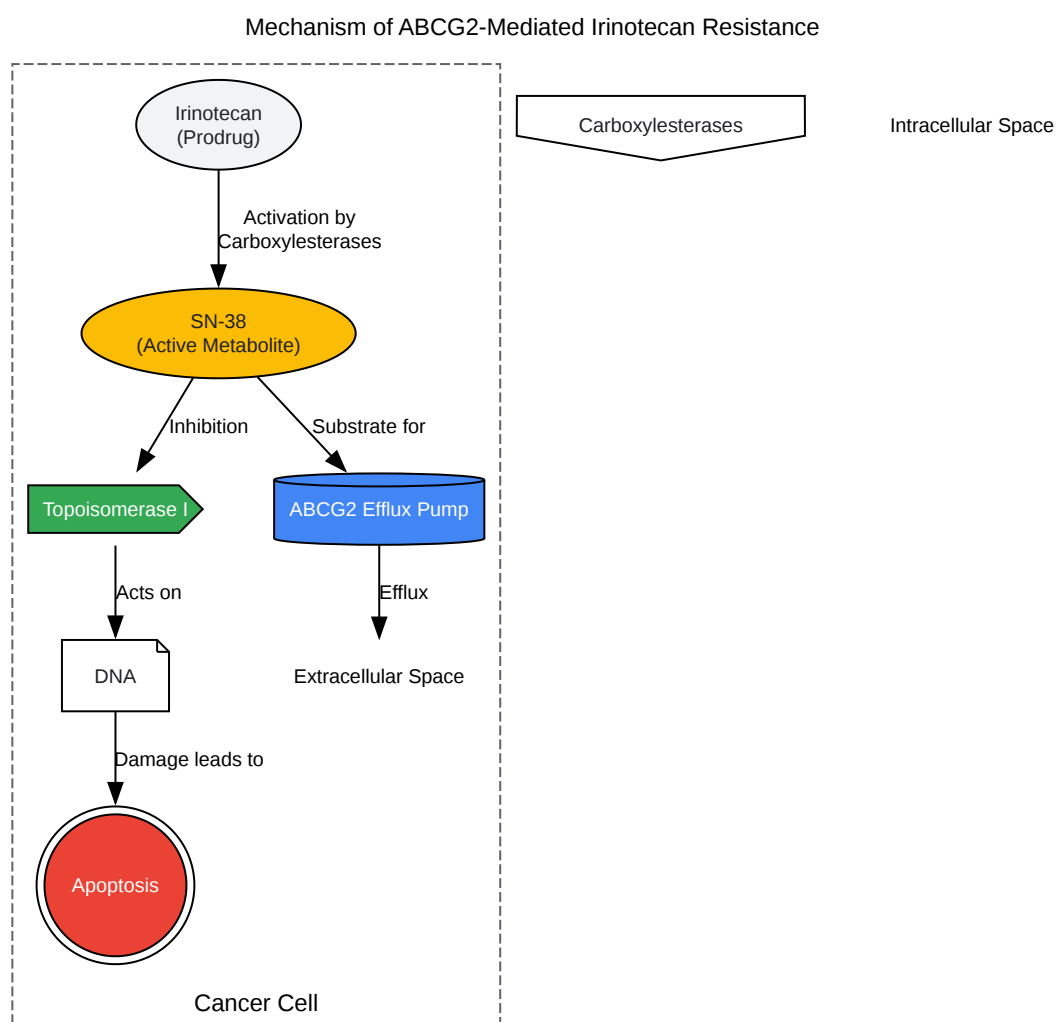 Mechanism of ABCG2-Mediated Irinotecan Resistance
Irinotecan
(Prodrug)
Carboxylesterases
Intracellular Space
Activation by
Carboxylesterases
SN-38
(Active Metabolite)
Inhibition
Substrate for
Topoisomerase I
ABCG2 Efflux Pump
Acts on
Efflux
DNA
Extracellular Space
Damage leads to
Apoptosis
Cancer Cell